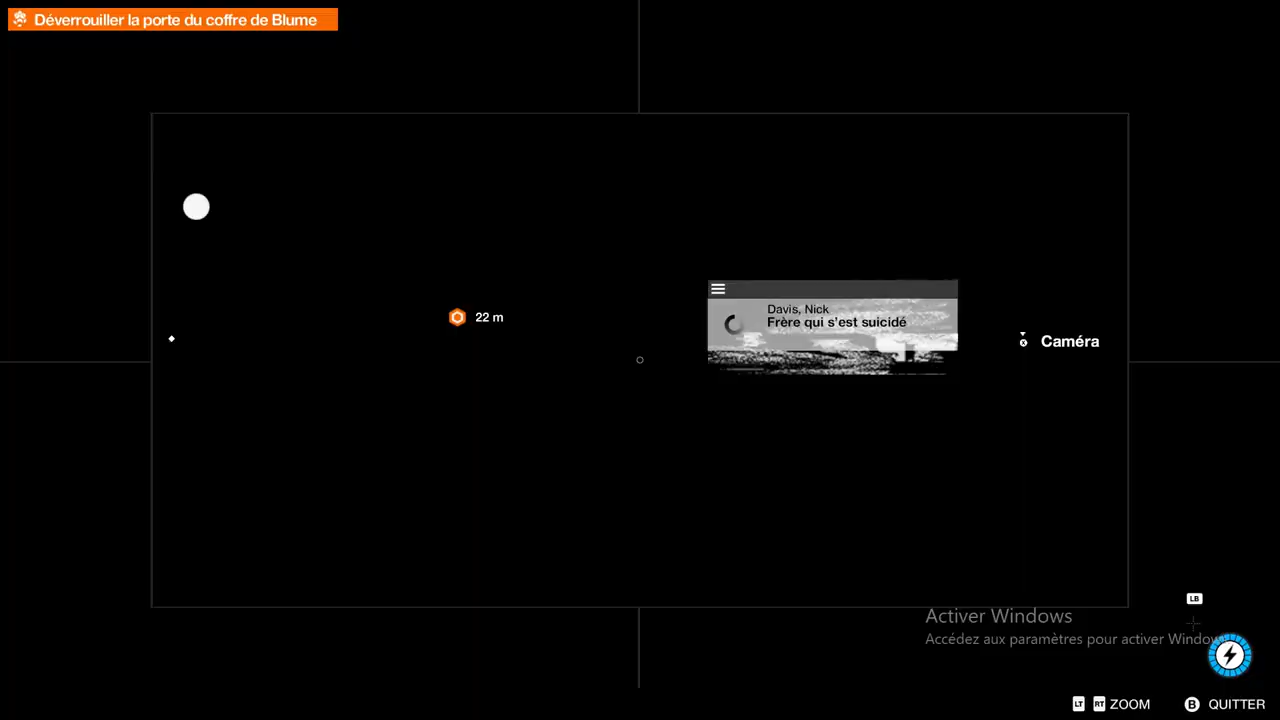 Déverrouiller la porte du coffre de Blume
Davis, Nick
22 m
Frère qui s'est suicidé
Caméra
LB
Activer Windows
Accédez aux paramètres pour activer Window
LT RT ZOOM B QUITTER